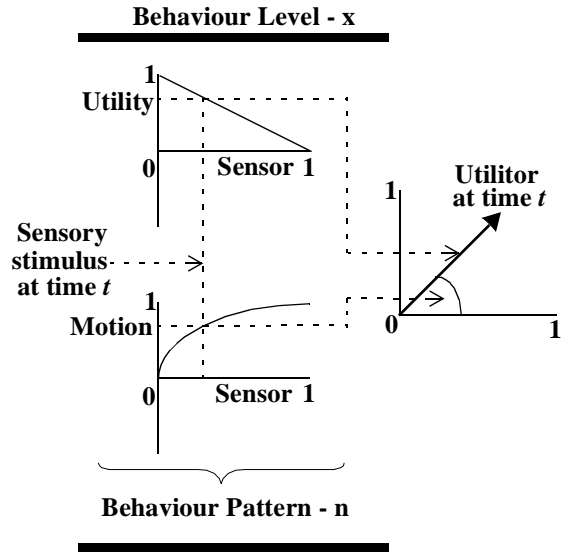 Behaviour Level - x
1
Utility
0
Sensor 1
Sensory
stimulus
at time t
1
Motion
0
Sensor 1
Utilitor
at time t
1
0
1
Behaviour Pattern - n